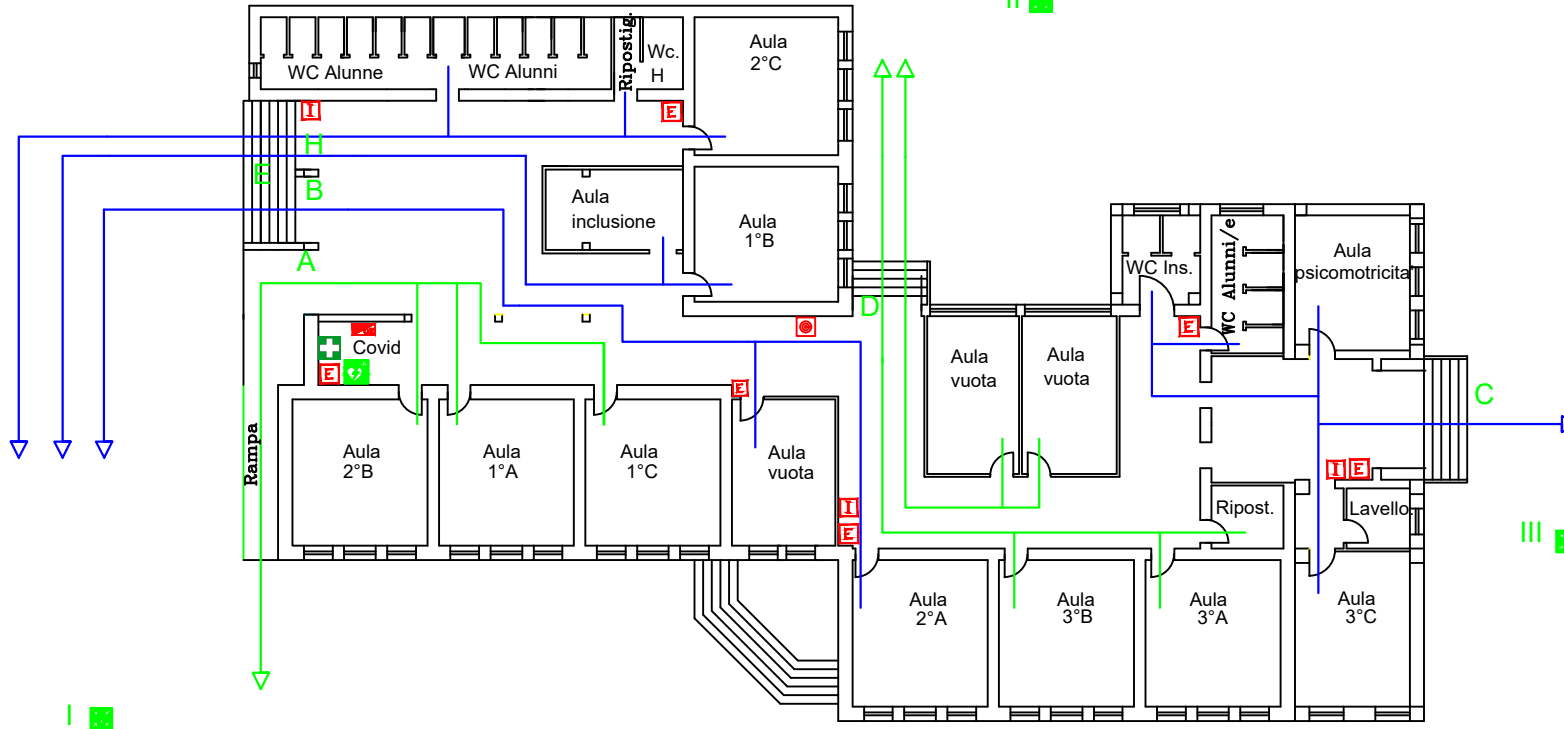 II
WC Alunne
WC Alunni
Ripostig.
Wc.
H
Aula
2°C
I
E
H
E
B
A
Aula
inclusione
Aula
1°B
D
WC Ins.
WC Alunni/e
Aula
psicomotricita'
E
Covid
E
E
Aula
vuota
Aula
vuota
C
Rampa
Aula
2°B
Aula
1°A
Aula
1°C
Aula
vuota
I
E
I
E
Ripost.
Lavello.
III
Aula
2°A
Aula
3°B
Aula
3°A
Aula
3°C
I